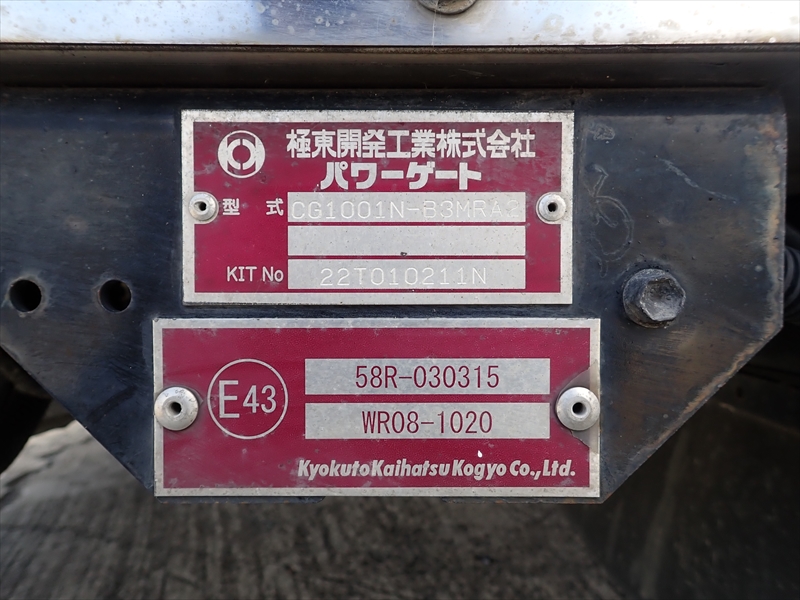 極東開発工業株式会社
パワーゲート
型式 CG1001N-B3MRA2
KIT No 22T010211N
E43
58R-030315
WR08-1020
Kyokuto Kaihatsu Kogyo Co.,Ltd.